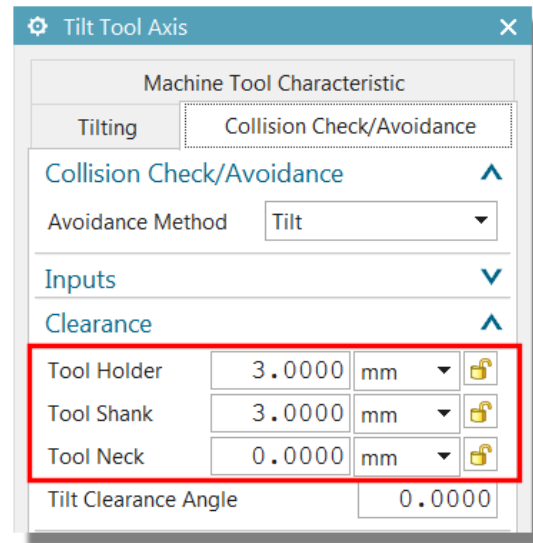 Tilt Tool Axis
Machine Tool Characteristic
Tilting Collision Check/Avoidance
Collision Check/Avoidance
Avoidance Method Tilt
Inputs
Clearance
Tool Holder 3.0000 mm
Tool Shank 3.0000 mm
Tool Neck 0.0000 mm
Tilt Clearance Angle 0.0000